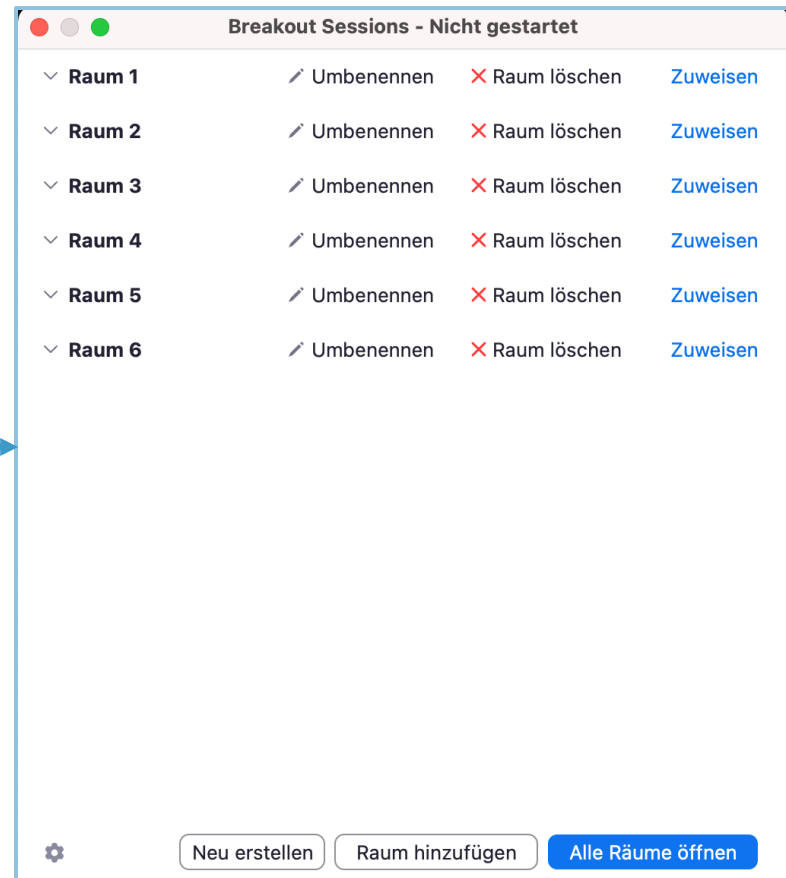 Breakout Sessions - Nicht gestartet
Raum 1 Umbenennen Raum löschen Zuweisen
Raum 2 Umbenennen Raum löschen Zuweisen
Raum 3 Umbenennen Raum löschen Zuweisen
Raum 4 Umbenennen Raum löschen Zuweisen
Raum 5 Umbenennen Raum löschen Zuweisen
Raum 6 Umbenennen Raum löschen Zuweisen
Neu erstellen Raum hinzufügen Alle Räume öffnen